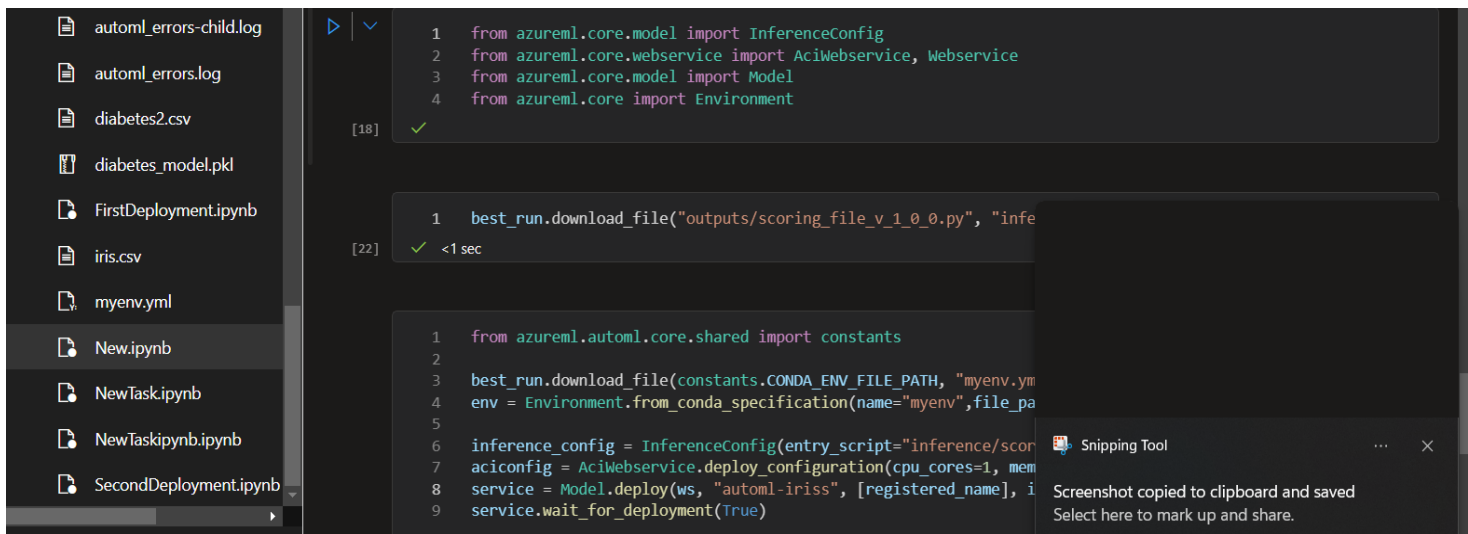 automl_errors-child.log
automl_errors.log
diabetes2.csv
diabetes_model.pkl
FirstDeployment.ipynb
iris.csv
myenv.yml
New.ipynb
NewTask.ipynb
NewTaskipynb.ipynb
SecondDeployment.ipynb
1 from azureml.core.model import InferenceConfig
2 from azureml.core.webservice import AciWebservice, Webservice
3 from azureml.core.model import Model
4 from azureml.core import Environment
[18]
1 best_run.download_file("outputs/scoring_file_v_1_0_0.py", "infe
[22] <1 sec
1 from azureml.automl.core.shared import constants
2
3 best_run.download_file(constants.CONDA_ENV_FILE_PATH, "myenv.ym
4 env = Environment.from_conda_specification(name="myenv",file_pa
5
6 inference_config = InferenceConfig(entry_script="inference/scor
7 aciconfig = AciWebservice.deploy_configuration(cpu_cores=1, mem
8 service = Model.deploy(ws, "automl-iriss", [registered_name], i
9 service.wait_for_deployment(True)
Snipping Tool
Screenshot copied to clipboard and saved
Select here to mark up and share.